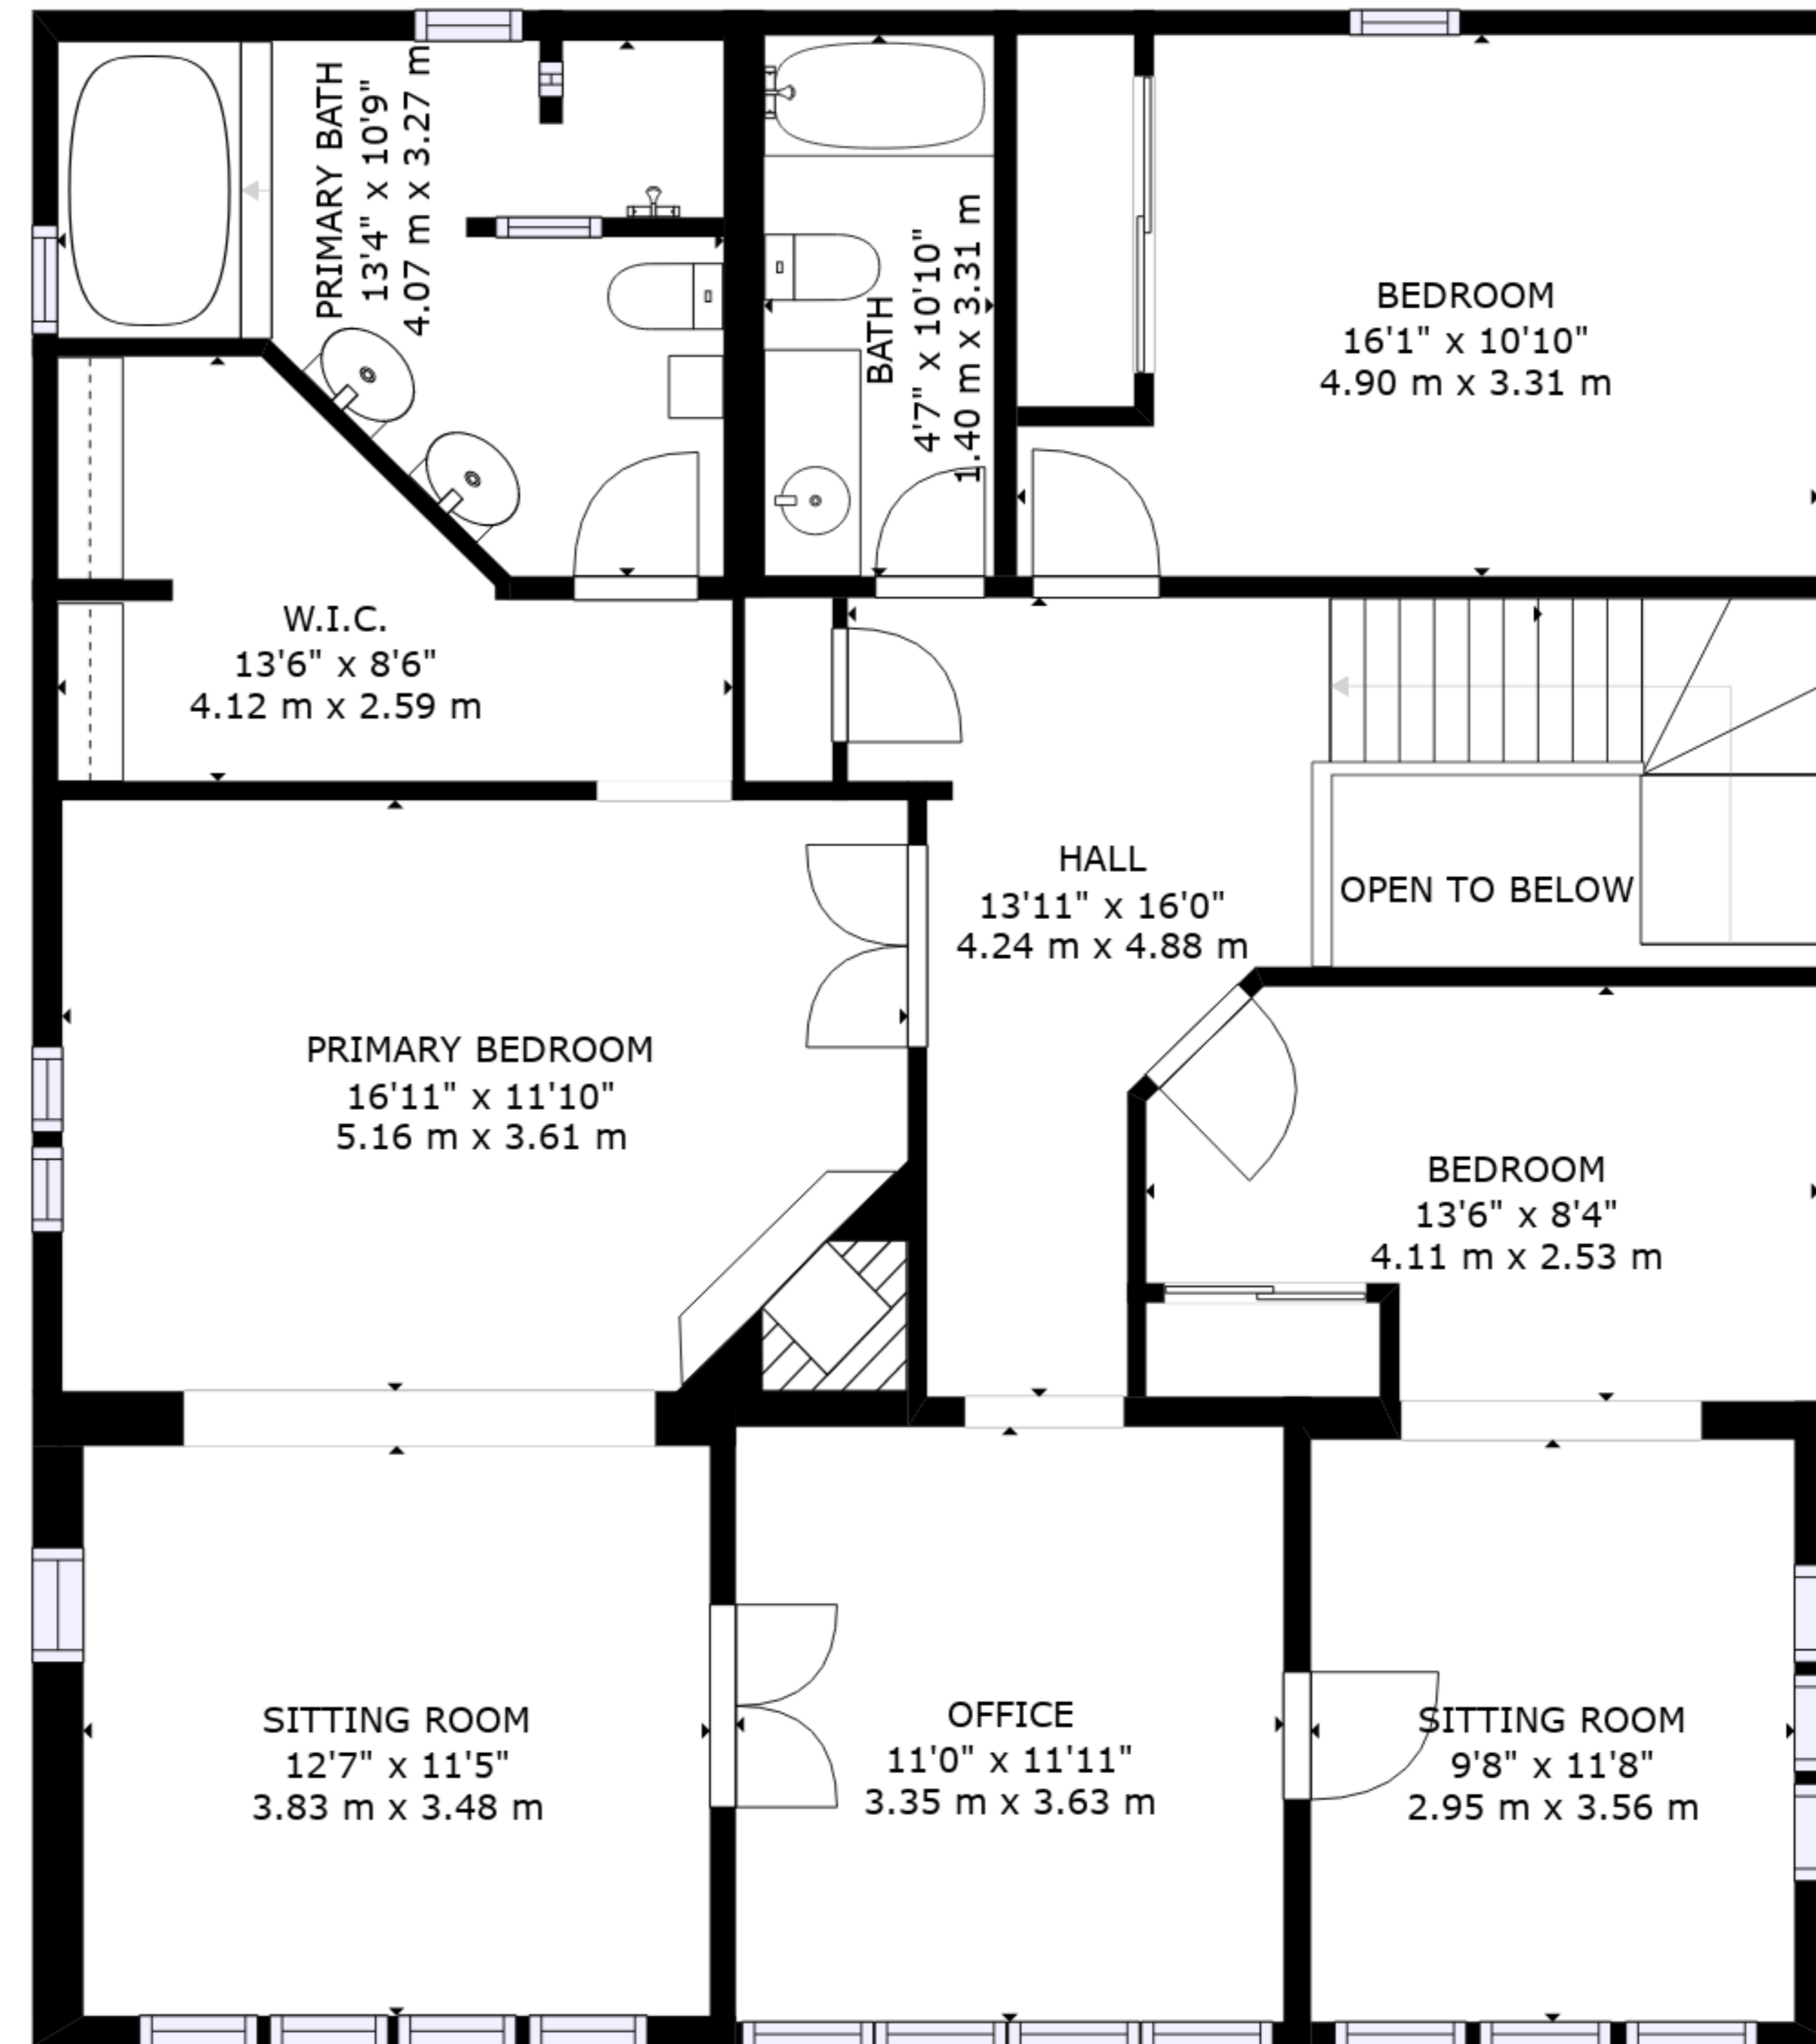 PRIMARY BATH
13'4" x 10'9"
4.07 m x 3.27 m
BATH
4'7" x 10'10"
1.40 m x 3.31 m
BEDROOM
16'1" x 10'10"
4.90 m x 3.31 m
W.I.C.
13'6" x 8'6"
4.12 m x 2.59 m
HALL
13'11" x 16'0"
4.24 m x 4.88 m
OPEN TO BELOW
PRIMARY BEDROOM
16'11" x 11'10"
5.16 m x 3.61 m
BEDROOM
13'6" x 8'4"
4.11 m x 2.53 m
SITTING ROOM
12'7" x 11'5"
3.83 m x 3.48 m
OFFICE
11'0" x 11'11"
3.35 m x 3.63 m
SITTING ROOM
9'8" x 11'8"
2.95 m x 3.56 m